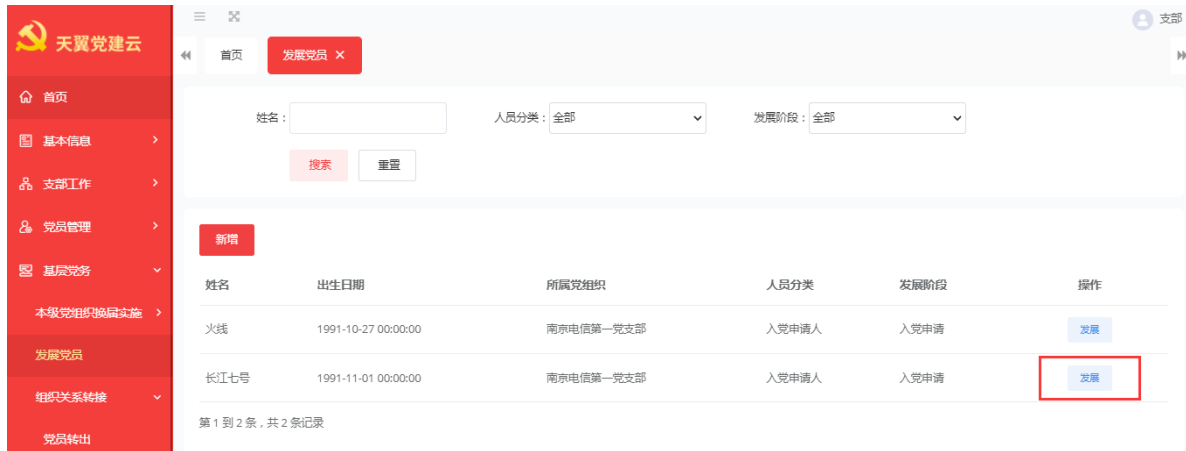 天翼党建云
支部
首页
发展党员 ×
首页
基本信息
支部工作
党员管理
基层党务
本级党组织换届实施
发展党员
组织关系转接
党员转出
姓名：
人员分类：全部
发展阶段：全部
搜索 重置
新增
姓名 出生日期 所属党组织 人员分类 发展阶段 操作
火线 1991-10-27 00:00:00 南京电信第一党支部 入党申请人 入党申请 发展
长江七号 1991-11-01 00:00:00 南京电信第一党支部 入党申请人 入党申请 发展
第 1 到 2 条，共 2 条记录